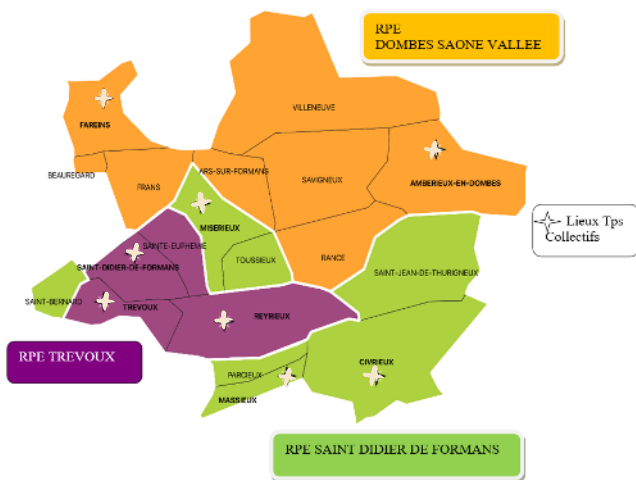 RPE
DOMBES SAONE VALLEE
VILLENEUVE
FAREINS
BEAUREGARD
FRANS
ARS-SUR-FORMANS
SAVIGNEUX
AMBERIEUX-EN-DOMBES
Lieux Tps
Collectifs
MISERIEUX
SAINTE-EUPHEMIE
TOUSSIEUX
RANCE
SAINT-DIDIER-DE-FORMANS
SAINT-JEAN-DE-THURIGNEUX
SAINT-BERNARD
TREVOUX
REYRIEUX
RPE TREVOUX
PARCIEUX
CIVRIEUX
MASSIEUX
RPE SAINT DIDIER DE FORMANS